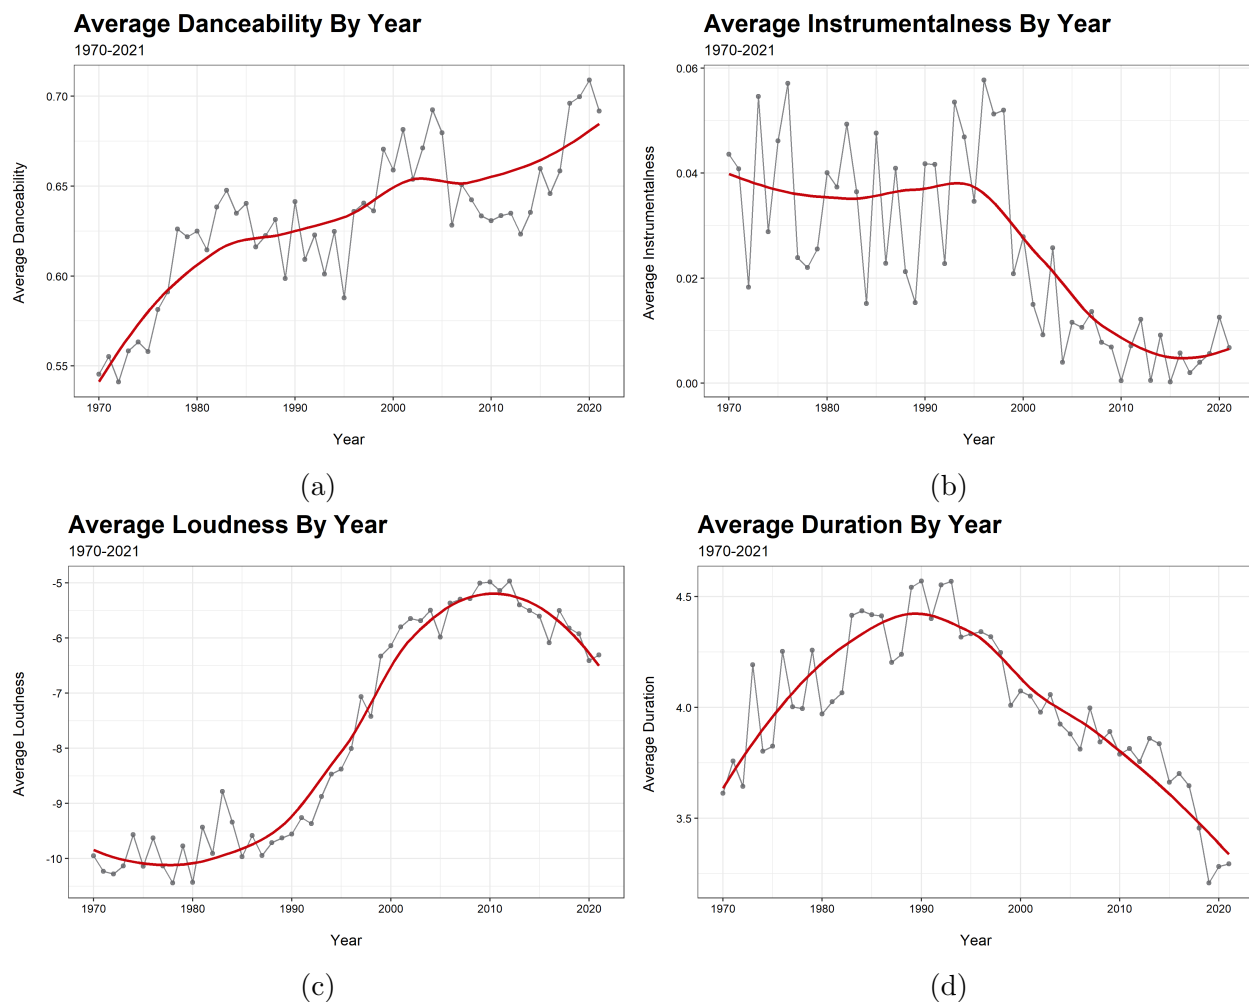 Average Danceability By Year
1970-2021
Average Danceability
0.70
0.65
0.60
0.55
1970 1980 1990 2000 2010 2020
Year
(a)
Average Instrumentalness By Year
1970-2021
Average Instrumentalness
0.06
0.04
0.02
0.00
1970 1980 1990 2000 2010 2020
Year
(b)
Average Loudness By Year
1970-2021
Average Loudness
-5
-6
-7
-8
-9
-10
1970 1980 1990 2000 2010 2020
Year
(c)
Average Duration By Year
1970-2021
Average Duration
4.5
4.0
3.5
1970 1980 1990 2000 2010 2020
Year
(d)